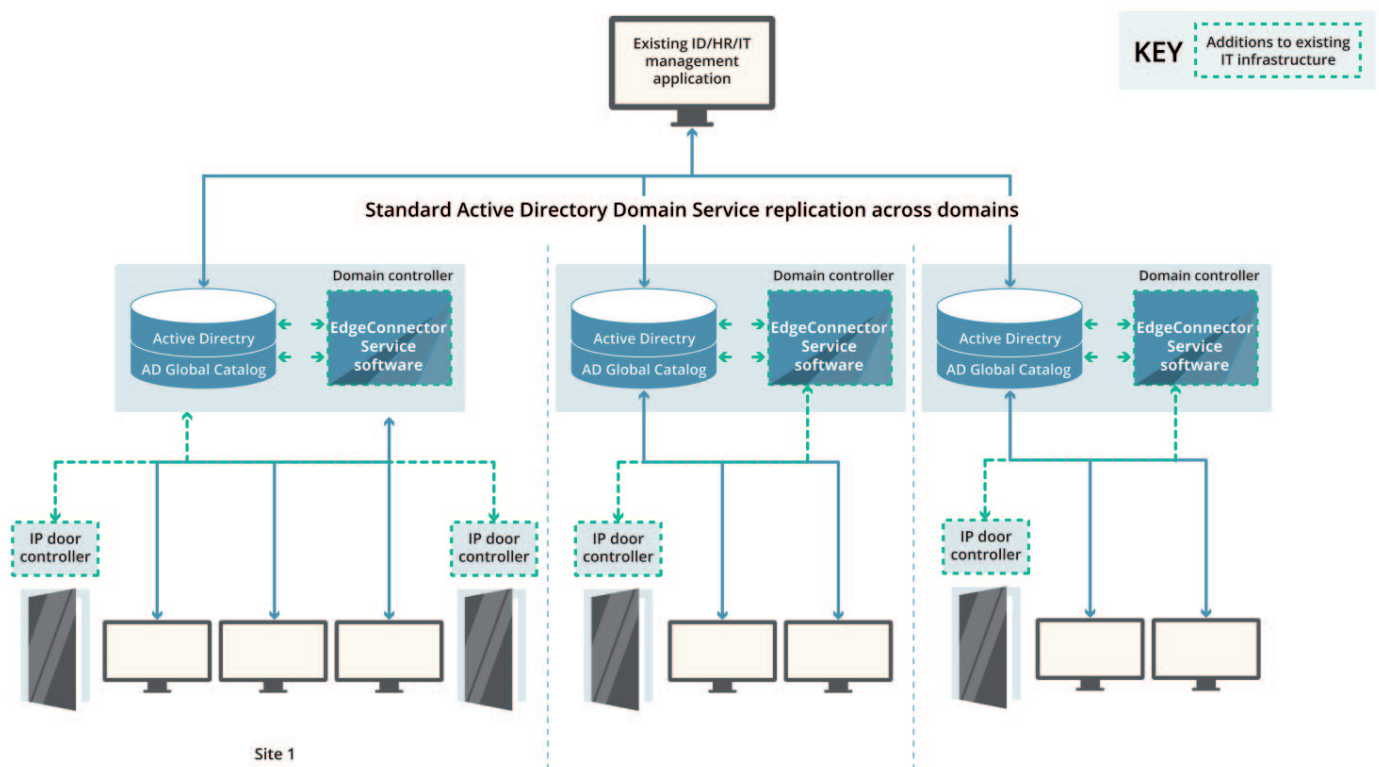 Existing ID/HR/IT
management
application
KEY
Additions to existing
IT infrastructure
Standard Active Directory Domain Service replication across domains
Domain controller
Active Directry
AD Global Catalog
EdgeConnector
Service
software
Domain controller
Active Directry
AD Global Catalog
EdgeConnector
Service
software
Domain controller
Active Directry
AD Global Catalog
EdgeConnector
Service
software
IP door
controller
IP door
controller
IP door
controller
IP door
controller
Site 1